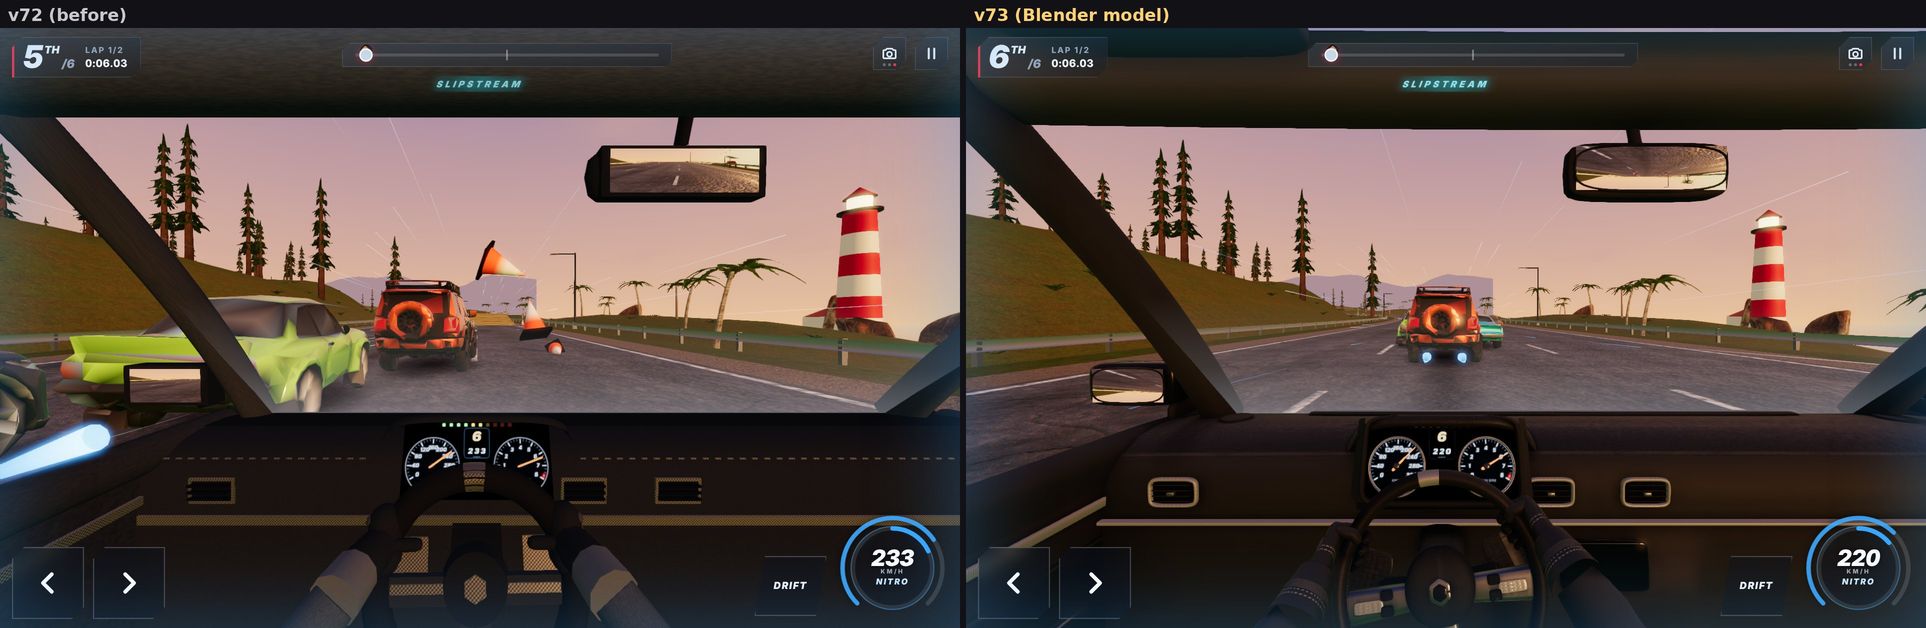 v72 (before)
5TH/6
LAP 1/2
0:06.03
SLIPSTREAM
6
233
DRIFT
233
KM/H
NITRO
v73 (Blender model)
6TH/6
LAP 1/2
0:06.03
SLIPSTREAM
6
220
DRIFT
220
KM/H
NITRO